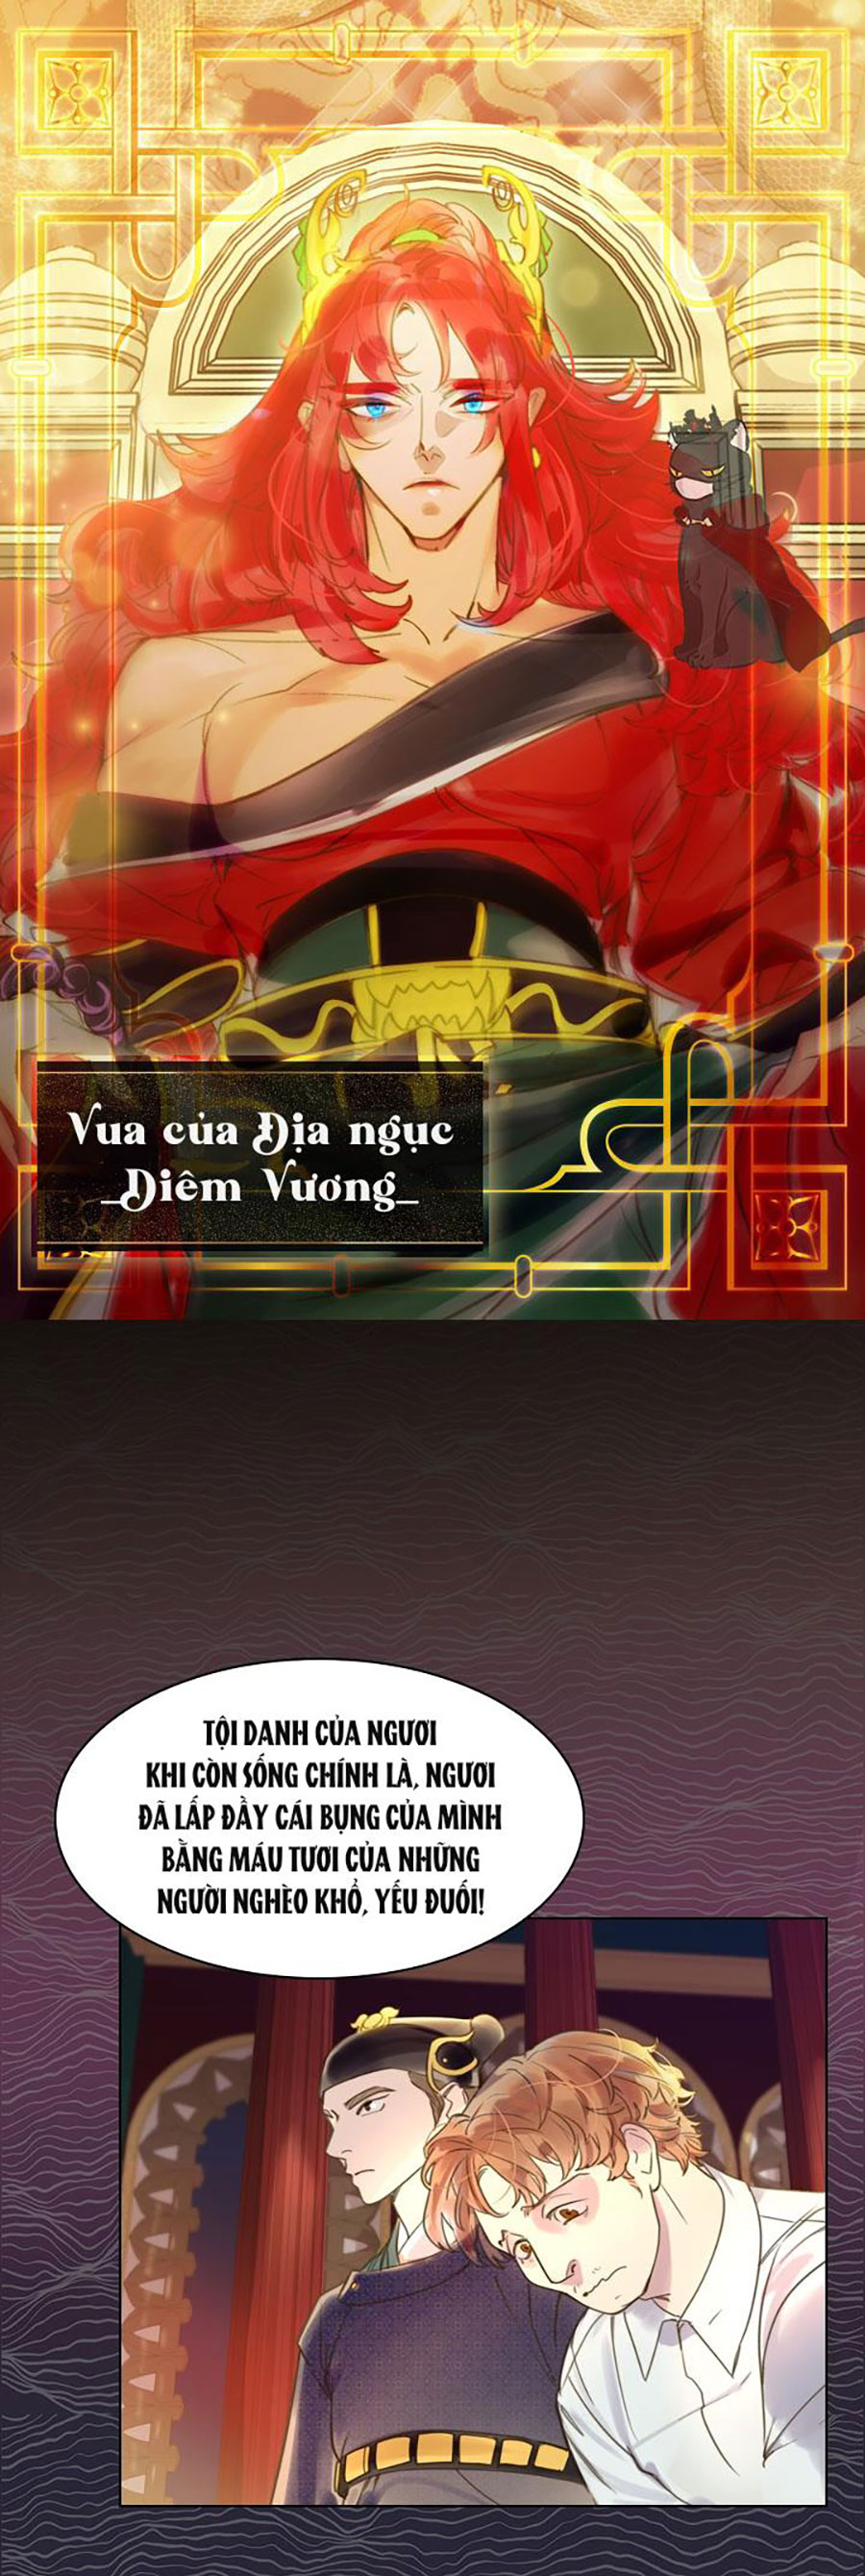 Vua của Địa ngục
_Diêm Vương_
TỘI DANH CỦA NGƯƠI
KHI CÒN SỐNG CHÍNH LÀ, NGƯƠI
ĐÃ LẤP ĐẦY CÁI BỤNG CỦA MÌNH
BẰNG MÁU TƯƠI CỦA NHỮNG
NGƯỜI NGHÈO KHỔ, YẾU ĐUỐI!